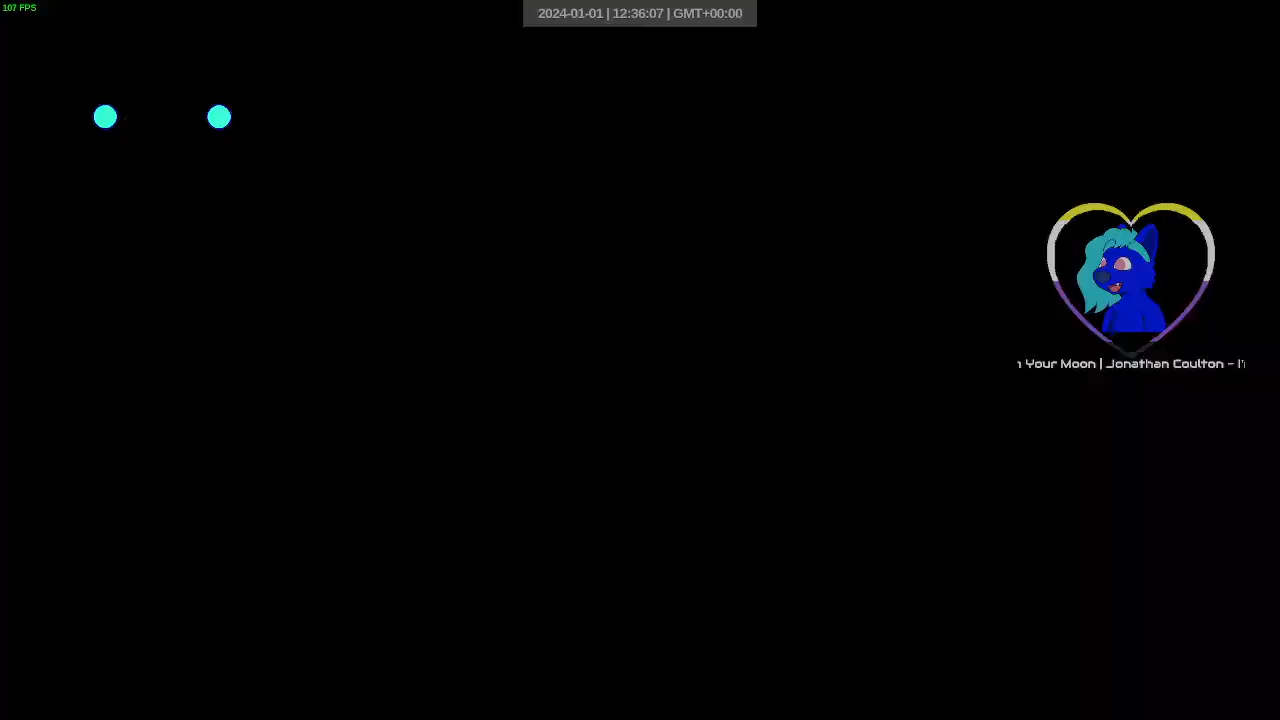 107 FPS
2024-01-01 | 12:36:07 | GMT+00:00
Your Moon | Jonathan Coulton - I'